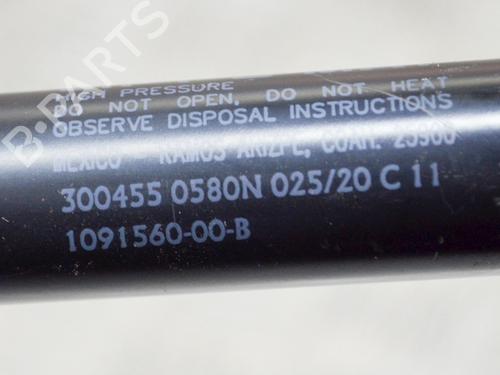 HIGH PRESSURE
DO NOT OPEN, DO NOT HEAT
OBSERVE DISPOSAL INSTRUCTIONS
MEXICO - RAMOS ARIZPE, COAH. 25900
300455 0580N 025/20 C 11
1091560-00-B
B-PARTS